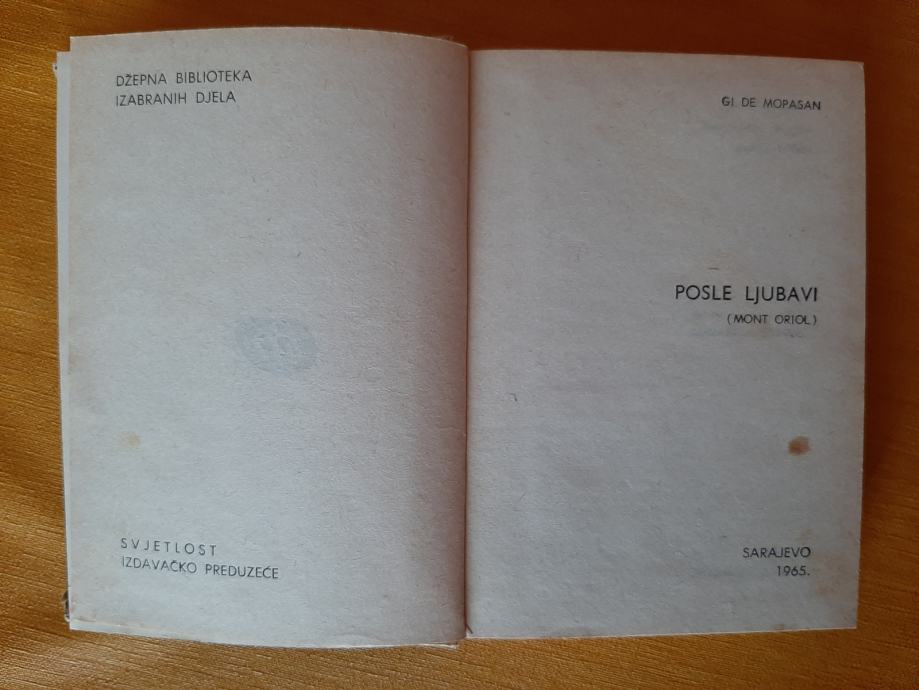 DŽEPNA BIBLIOTEKA
IZABRANIH DJELA
SVJETLOST
IZDAVAČKO PREDUZEĆE
GI DE MOPASAN
POSLE LJUBAVI
(MONT ORIOL)
SARAJEVO
1965.